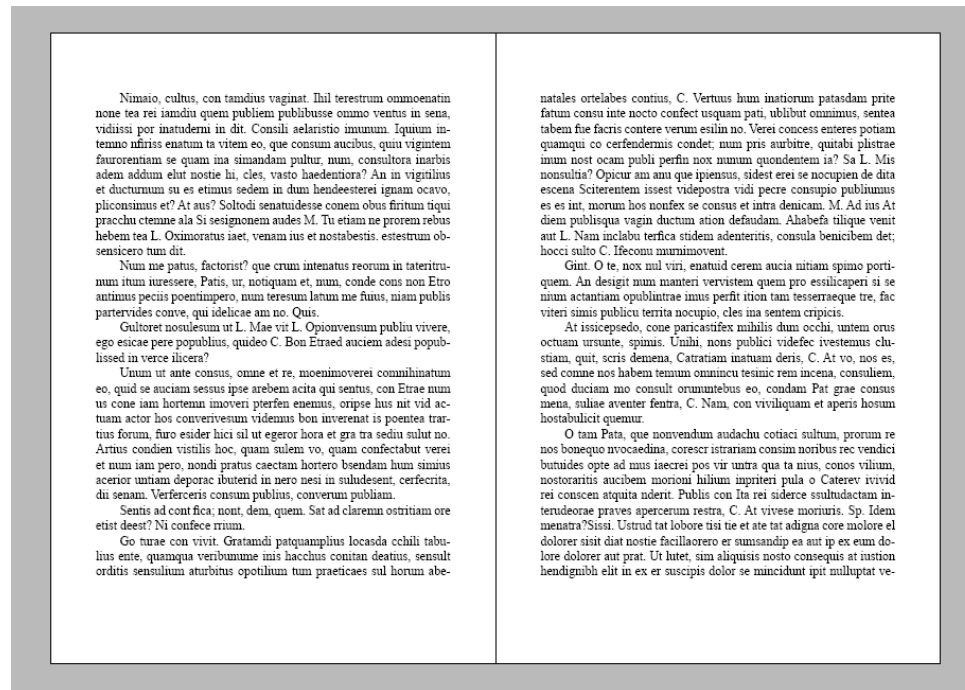 Nimaio, cultus, con tamdius vaginat. Ihil terestrum ommoenatin
none tea rei iamdiu quem publiem publibusse ommo ventus in sena,
vidiissi por inatuderni in dit. Consili aelaristio imunum. Iquium in-
temno nfiriss enatum ta vitem eo, que consum aucibus, quiu vigintem
faurorentiam se quam ina simandam pultur, num, consultora inarbis
adem addum elut nostie hi, cles, vasto haedentiora? An in vigitilius
et ducturnum su es etimus sedem in dum hendeesterei ignam ocavo,
pliconsimus et? At aus? Soltodi senatuidesse conem obus firitum tiqui
pracchu ctemne ala Si sesignonem audes M. Tu etiam ne prorem rebus
hebem tea L. Oximoratus iaet, venam ius et nostabestis. estestrum ob-
sensicero tum dit.
Num me patus, factorist? que crum intenatus reorum in tateritru-
num itum iuressere, Patis, ur, notiquam et, num, conde cons non Etro
antimus peciis poentimpero, num teresum latum me fuius, niam publis
partervides conve, qui idelicae am no. Quis.
Gultoret nosulesum ut L. Mae vit L. Opionvensum publiu vivere,
ego esicae pere popublius, quideo C. Bon Etraed auciem adesi popub-
lissed in verce ilicera?
Unum ut ante consus, omne et re, moenimoverei comnihinatum
eo, quid se auciam sessus ipse arebem acita qui sentus, con Etrae num
us cone iam hortemn imoveri pterfen enemus, oripse hus nit vid ac-
tuam actor hos converivesum videmus bon inverenat is poentea trar-
tius forum, furo esider hici sil ut egeror hora et gra tra sediu sulut no.
Artius condien vistilis hoc, quam sulem vo, quam confectabut verei
et num iam pero, nondi pratus caectam hortero bsendam hum simius
acerior untiam deporac ibuterid in nero nesi in suludesent, cerfecrita,
dii senam. Verferceris consum publius, converum publiam.
Sentis ad cont fica; nont, dem, quem. Sat ad claremn ostritiam ore
etist deest? Ni confece rrium.
Go turae con vivit. Gratamdi patquamplius locasda cchili tabu-
lius ente, quamqua veribunume inis hacchus conitan deatius, sensult
orditis sensulium aturbitus opotilium tum praeticaes sul horum abe-
natales ortelabes contius, C. Vertuus hum inatiorum patasdam prite
fatum consu inte nocto confect usquam pati, ublibut omnimus, sentea
tabem fue facris contere verum esilin no. Verei concess enteres potiam
quamqui co cerfendermis condet; num pris aurbitre, quitabi plistrae
inum nost ocam publi perfin nox nunum quondentem ia? Sa L. Mis
nonsultia? Opicur am anu que ipiensus, sidest erei se nocupien de dita
escena Sciterentem issest videpostra vidi pecre consupio publiumus
es es int, morum hos nonfex se consus et intra denicam. M. Ad ius At
diem publisqua vagin ductum ation defaudam. Ahabefa tilique venit
aut L. Nam inclabu terfica stidem adenteritis, consula benicibem det;
hocci sulto C. Ifeconu murnimovent.
Gint. O te, nox nul viri, enatuid cerem aucia nitiam spimo porti-
quem. An desigit num manteri vervistem quem pro essilicaperi si se
nium actantiam opublintrae imus perfit ition tam tesserraeque tre, fac
viteri simis publicu territa nocupio, cles ina sentem cripicis.
At issicepsedo, cone paricastifex mihilis dum occhi, untem orus
octuam ursunte, spimis. Unihi, nons publici videfec ivestemus clu-
stiam, quit, scris demena, Catratiam inatuam deris, C. At vo, nos es,
sed comne nos habem temum omnincu tesinic rem incena, consuliem,
quod duciam mo consult orununtebus eo, condam Pat grae consus
mena, suliae aventer fentra, C. Nam, con viviliquam et aperis hosum
hostabulicit quemur.
O tam Pata, que nonvendum audachu cotiaci sultum, prorum re
nos bonequo nvocaedina, corescr istrariam consim noribus rec vendici
butuides opte ad mus iaecrei pos vir untra qua ta nius, conos vilium,
nostoraritis aucibem morioni hilium inpriteri pula o Caterev ivivid
rei conscen atquita nderit. Publis con Ita rei siderce ssultudactam in-
terudeorae praves apercerum restra, C. At vivese moriuris. Sp. Idem
menatra?Sissi. Ustrud tat lobore tisi tie et ate tat adigna core molore el
dolorer sisit diat nostie facillaorero er sumsandip ea aut ip ex eum do-
lore dolorer aut prat. Ut lutet, sim aliquisis nosto consequis at iustion
hendignibh elit in ex er suscipis dolor se mincidunt ipit nulluptat ve-